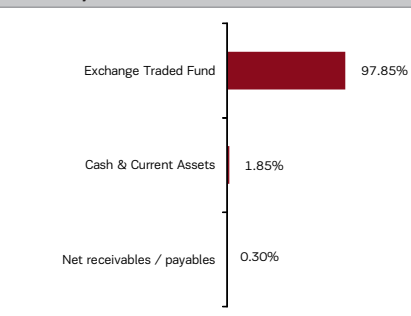 Exchange Traded Fund 97.85%
Cash & Current Assets 1.85%
Net receivables / payables 0.30%